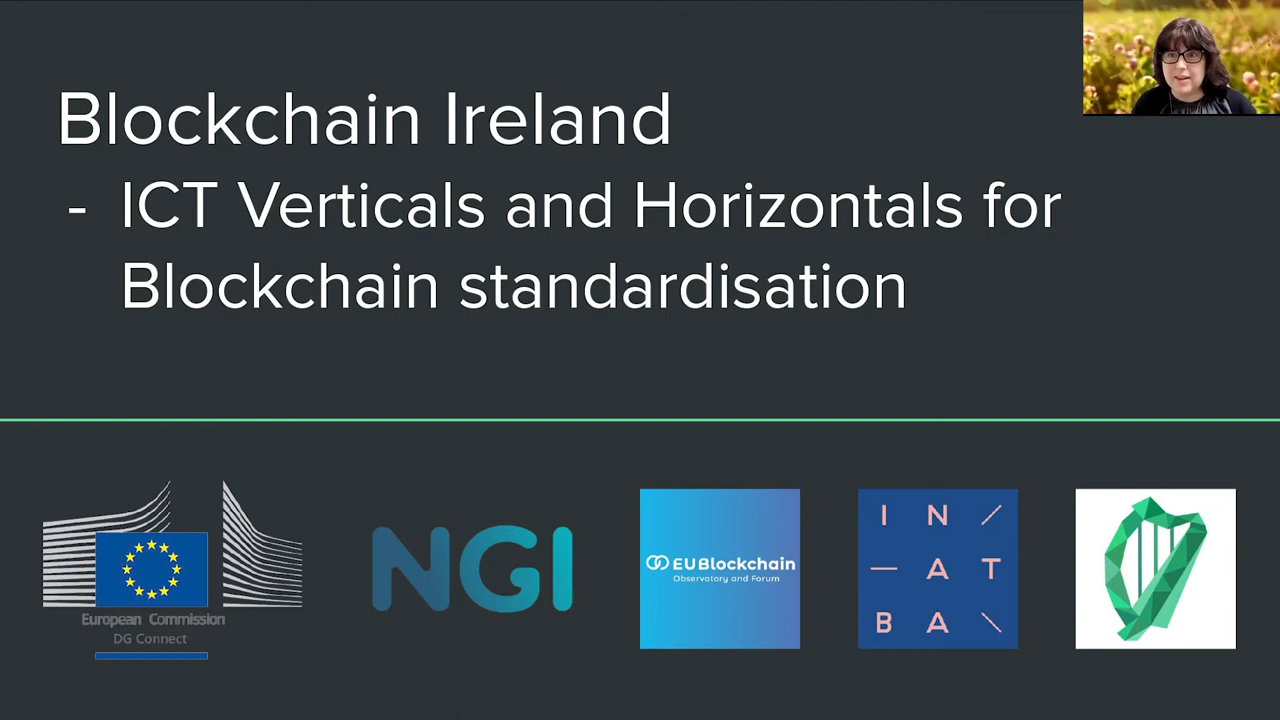 Blockchain Ireland
- ICT Verticals and Horizontals for
Blockchain standardisation
European Commission
DG Connect
NGI
EUBlockchain
Observatory and Forum
I N /
— A T
B A \